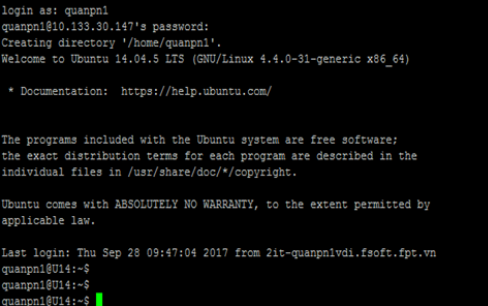 login as: quanpn1
quanpn1@10.133.30.147's password:
Creating directory '/home/quanpn1'.
Welcome to Ubuntu 14.04.5 LTS (GNU/Linux 4.4.0-31-generic x86_64)
* Documentation:  https://help.ubuntu.com/
The programs included with the Ubuntu system are free software;
the exact distribution terms for each program are described in the
individual files in /usr/share/doc/*/copyright.
Ubuntu comes with ABSOLUTELY NO WARRANTY, to the extent permitted by
applicable law.
Last login: Thu Sep 28 09:47:04 2017 from 2it-quanpn1vdi.fsoft.fpt.vn
quanpn1@U14:~$
quanpn1@U14:~$
quanpn1@U14:~$